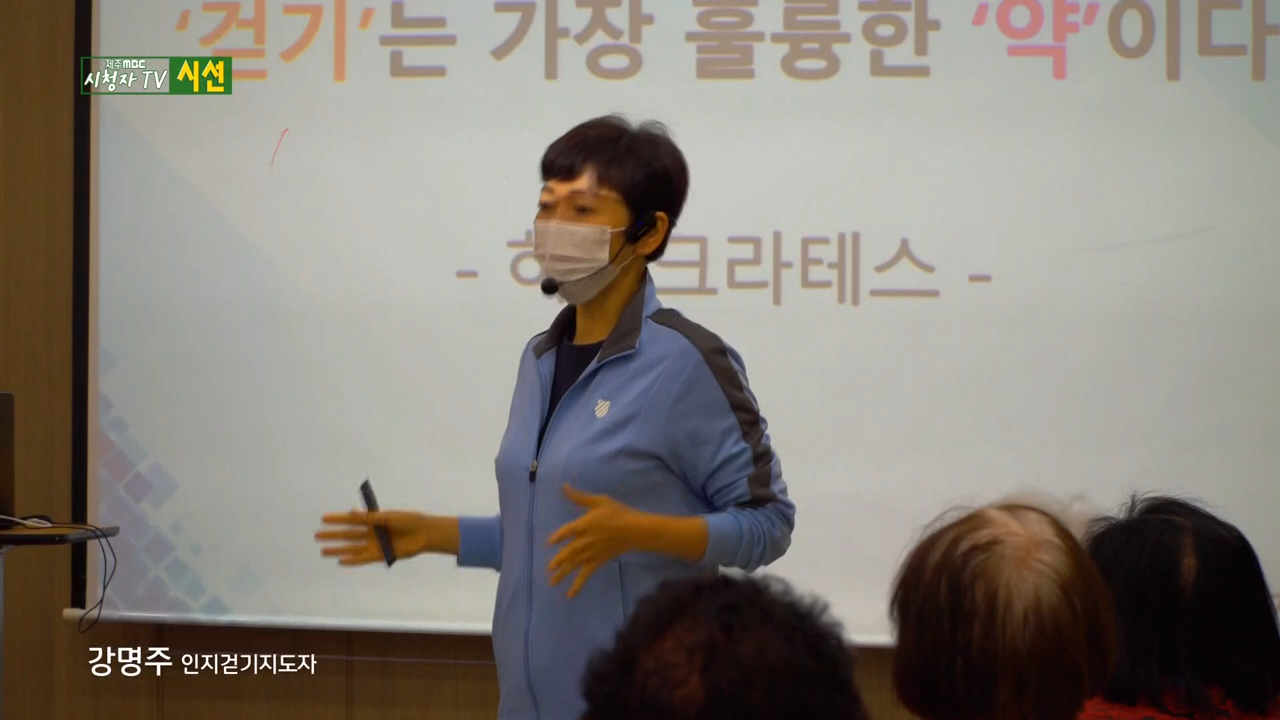 '걷기'는 가장 훌륭한 '약'이다
제주MBC
시청자 TV 시선
- 히 크라테스 -
강명주 인지걷기지도자